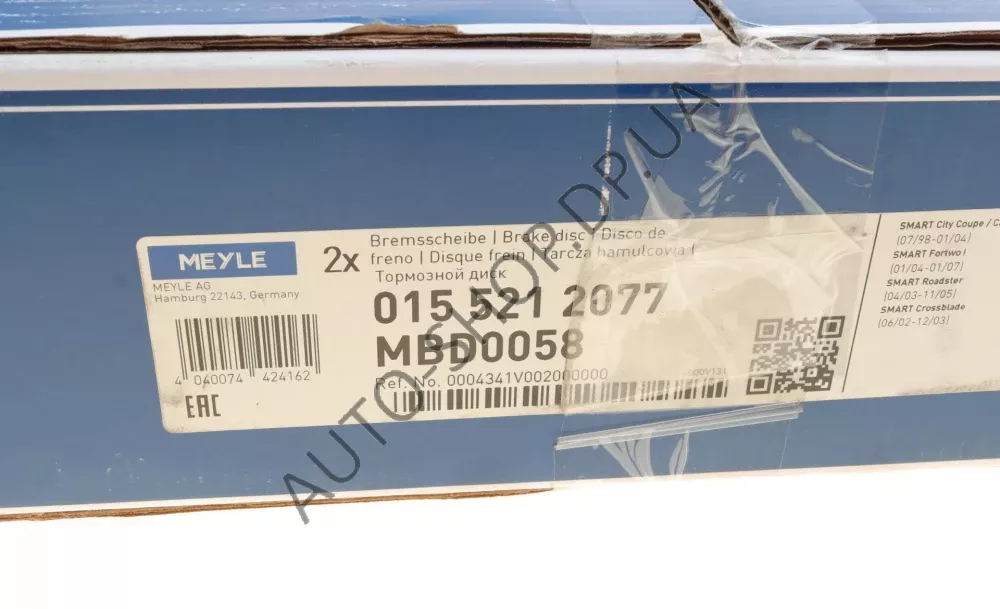 MEYLE
MEYLE AG
Hamburg 22143, Germany
4 040074 424162
EAC
2x
Bremsscheibe | Brake disc | Disco de
freno | Disque frein | Tarcza hamulcowa |
Тормозной диск
015 521 2077
MBD0058
Ref. No. 0004341V002000000
000V131
SMART City Coupe / C
(07/98-01/04)
SMART Fortwo I
(01/04-01/07)
SMART Roadster
(04/03-11/05)
SMART Crossblade
(06/02-12/03)
AUTO-SHOP.DP.UA